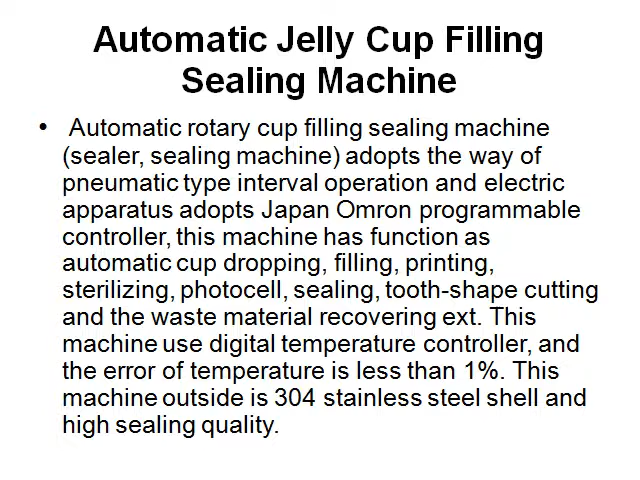 Automatic Jelly Cup Filling
Sealing Machine
• Automatic rotary cup filling sealing machine
(sealer, sealing machine) adopts the way of
pneumatic type interval operation and electric
apparatus adopts Japan Omron programmable
controller, this machine has function as
automatic cup dropping, filling, printing,
sterilizing, photocell, sealing, tooth-shape cutting
and the waste material recovering ext. This
machine use digital temperature controller, and
the error of temperature is less than 1%. This
machine outside is 304 stainless steel shell and
high sealing quality.